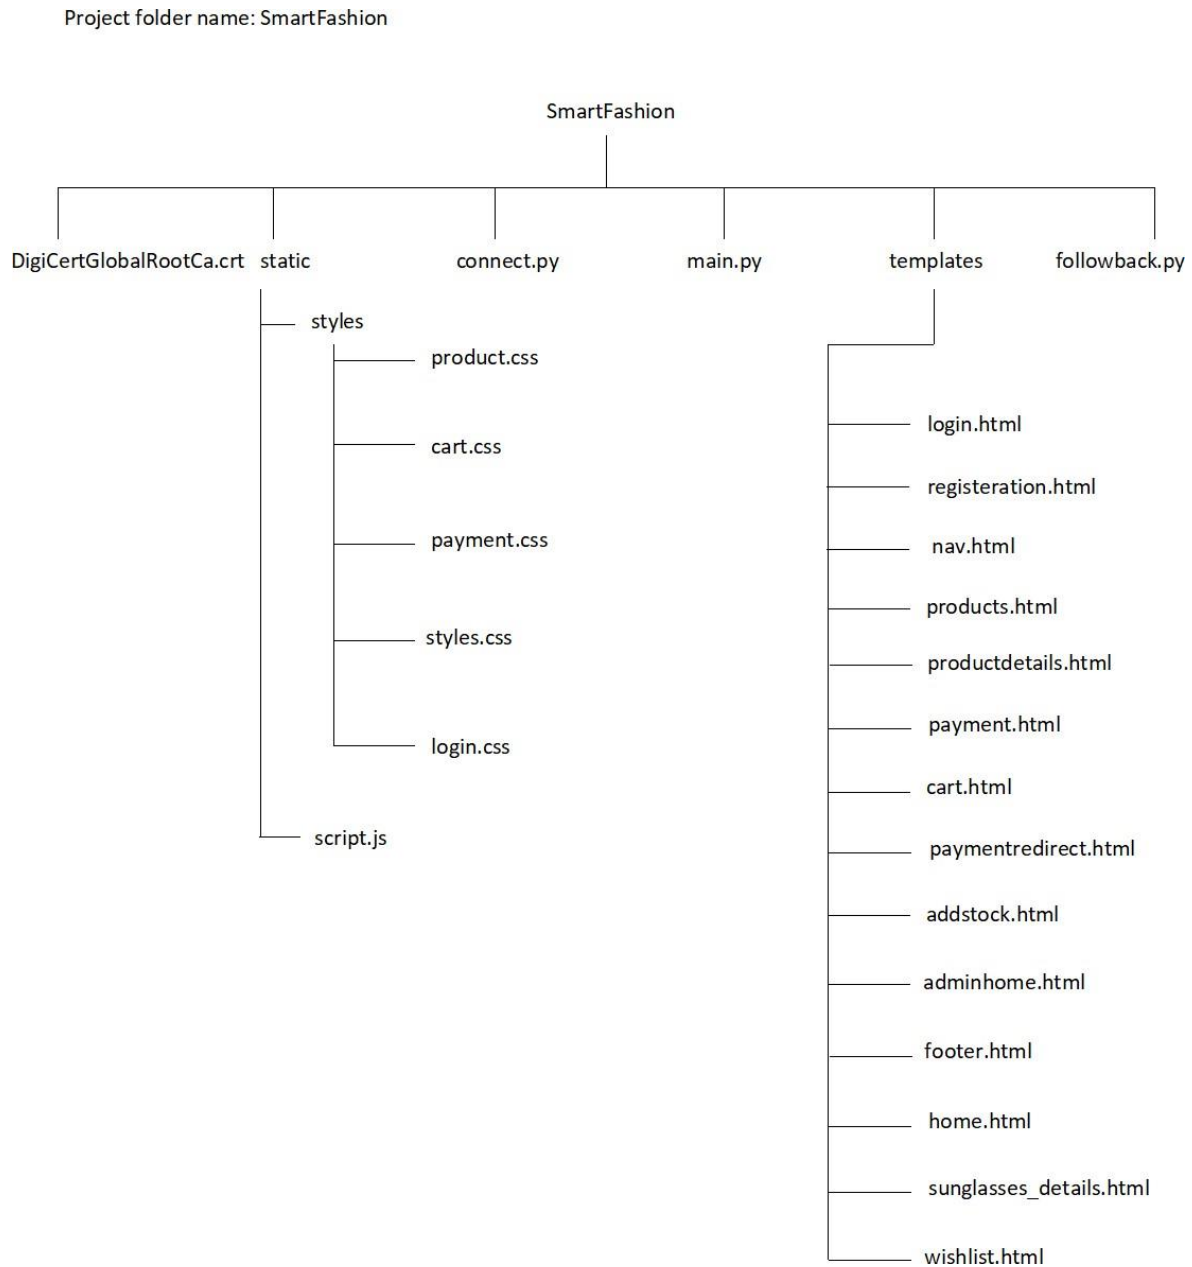 Project folder name: SmartFashion
SmartFashion
DigiCertGlobalRootCa.crt static connect.py main.py templates followback.py
styles
product.css
cart.css
payment.css
styles.css
login.css
script.js
login.html
registeration.html
nav.html
products.html
productdetails.html
payment.html
cart.html
paymentredirect.html
addstock.html
adminhome.html
footer.html
home.html
sunglasses_details.html
wishlist.html